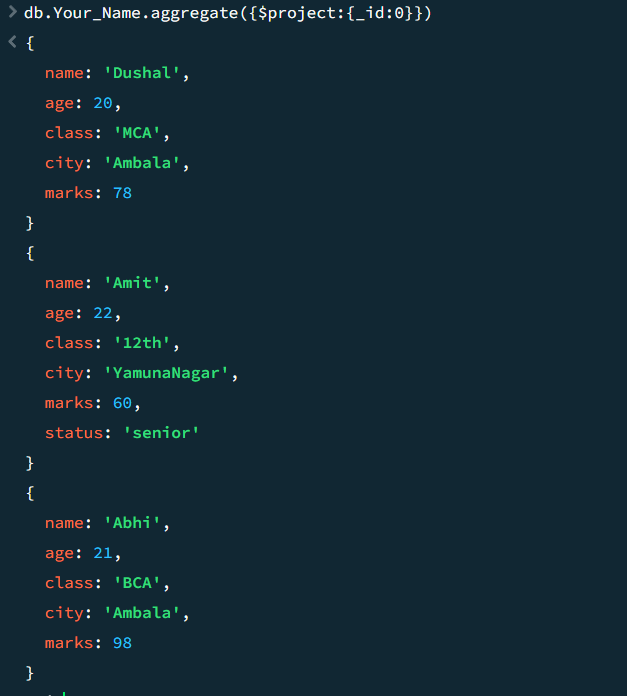 > db.Your_Name.aggregate({$project:{_id:0}})
< {
name: 'Dushal',
age: 20,
class: 'MCA',
city: 'Ambala',
marks: 78
}
{
name: 'Amit',
age: 22,
class: '12th',
city: 'YamunaNagar',
marks: 60,
status: 'senior'
}
{
name: 'Abhi',
age: 21,
class: 'BCA',
city: 'Ambala',
marks: 98
}